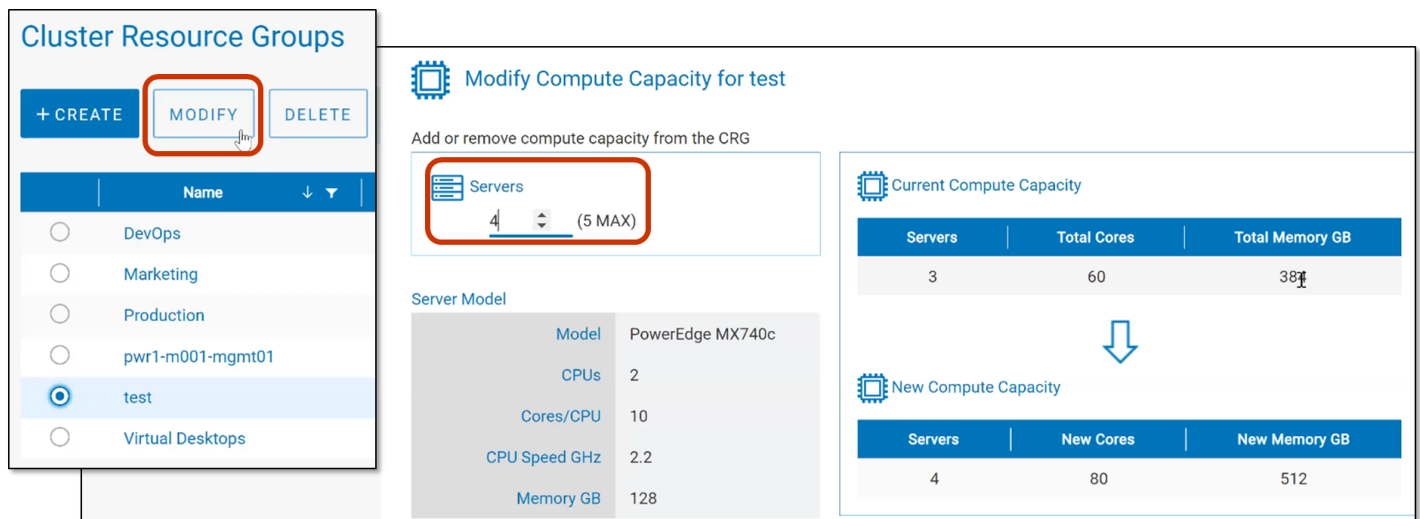 Cluster Resource Groups
+ CREATE
MODIFY
DELETE
Name
DevOps
Marketing
Production
pwr1-m001-mgmt01
test
Virtual Desktops
Modify Compute Capacity for test
Add or remove compute capacity from the CRG
Servers
4 (5 MAX)
Server Model
Model PowerEdge MX740c
CPUs 2
Cores/CPU 10
CPU Speed GHz 2.2
Memory GB 128
Current Compute Capacity
Servers Total Cores Total Memory GB
3 60 384
New Compute Capacity
Servers New Cores New Memory GB
4 80 512